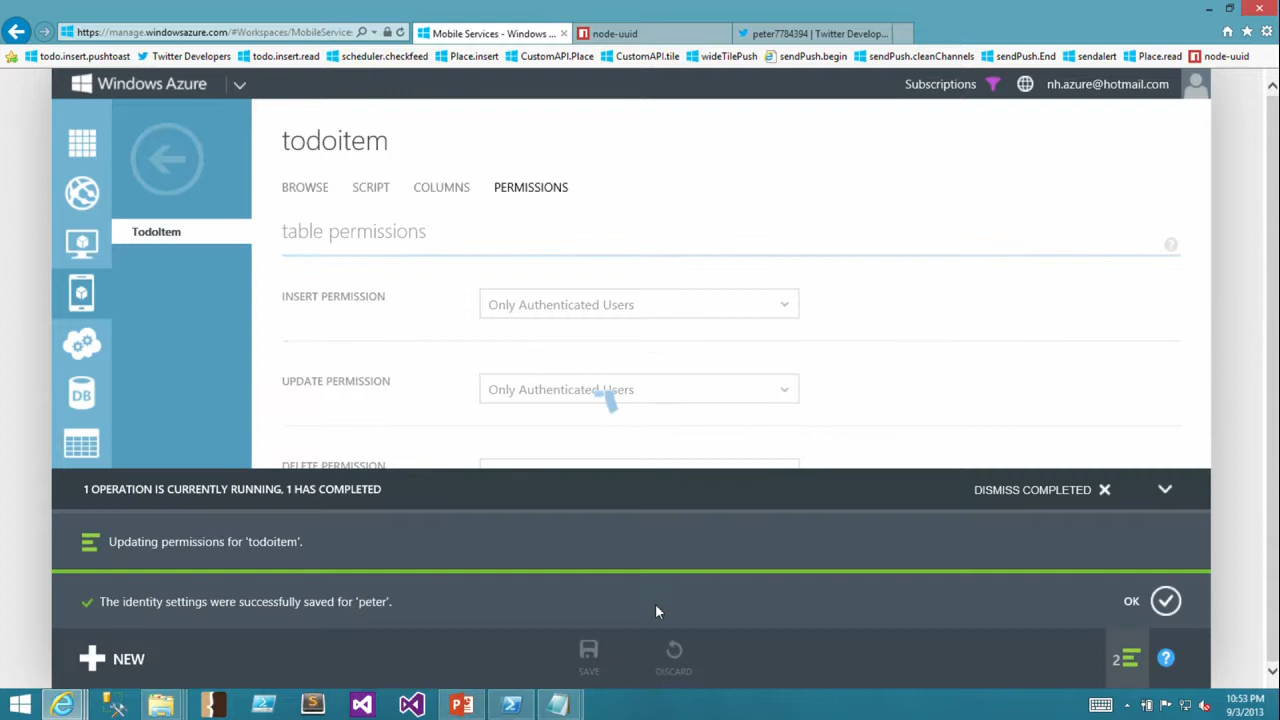 https://manage.windowsazure.com/#Workspaces/MobileService:
Mobile Services - Windows ...
node-uuid
peter7784394 | Twitter Develop...
todo.insert.pushtoast
Twitter Developers
todo.insert.read
scheduler.checkfeed
Place.insert
CustomAPI.Place
CustomAPI.tile
wideTilePush
sendPush.begin
sendPush.cleanChannels
sendPush.End
sendalert
Place.read
node-uuid
Windows Azure
Subscriptions
nh.azure@hotmail.com
todoitem
BROWSE
SCRIPT
COLUMNS
PERMISSIONS
TodoItem
table permissions
?
INSERT PERMISSION
Only Authenticated Users
UPDATE PERMISSION
Only Authenticated Users
DELETE PERMISSION
DB
1 OPERATION IS CURRENTLY RUNNING, 1 HAS COMPLETED
DISMISS COMPLETED
Updating permissions for 'todoitem'.
The identity settings were successfully saved for 'peter'.
OK
NEW
SAVE
DISCARD
2
?
10:53 PM
9/3/2013